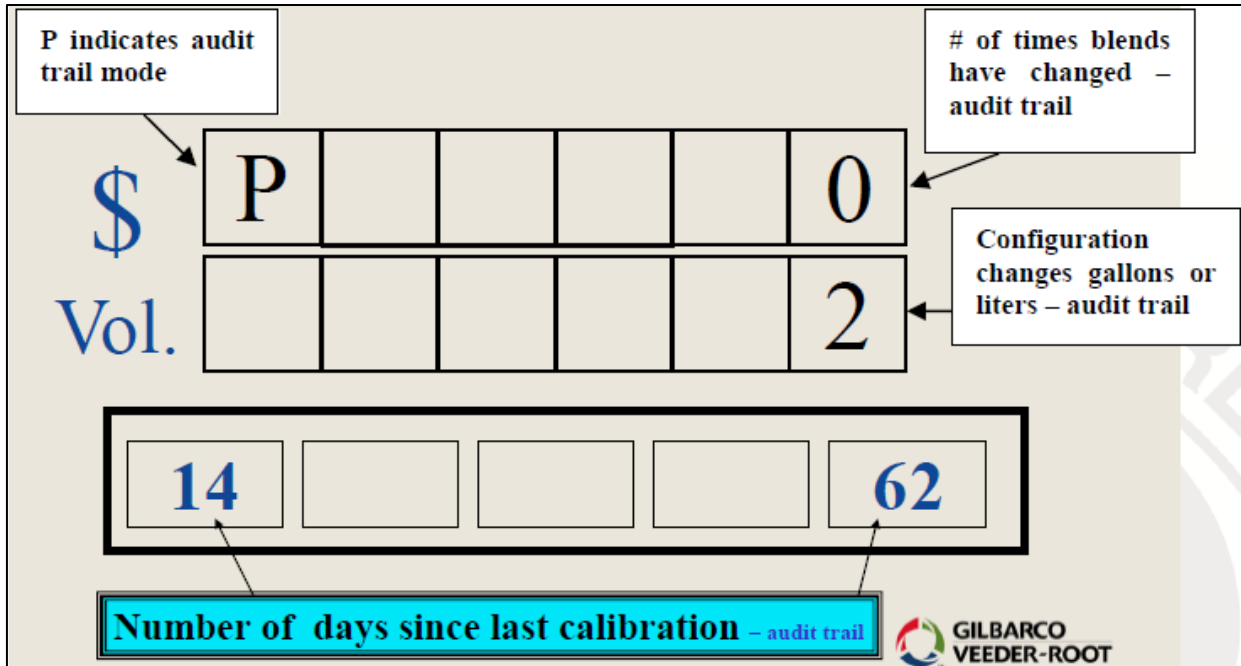 P indicates audit
trail mode
# of times blends
have changed –
audit trail
$ P 0
Configuration
changes gallons or
liters – audit trail
Vol. 2
14 62
Number of days since last calibration – audit trail
GILBARCO
VEEDER-ROOT